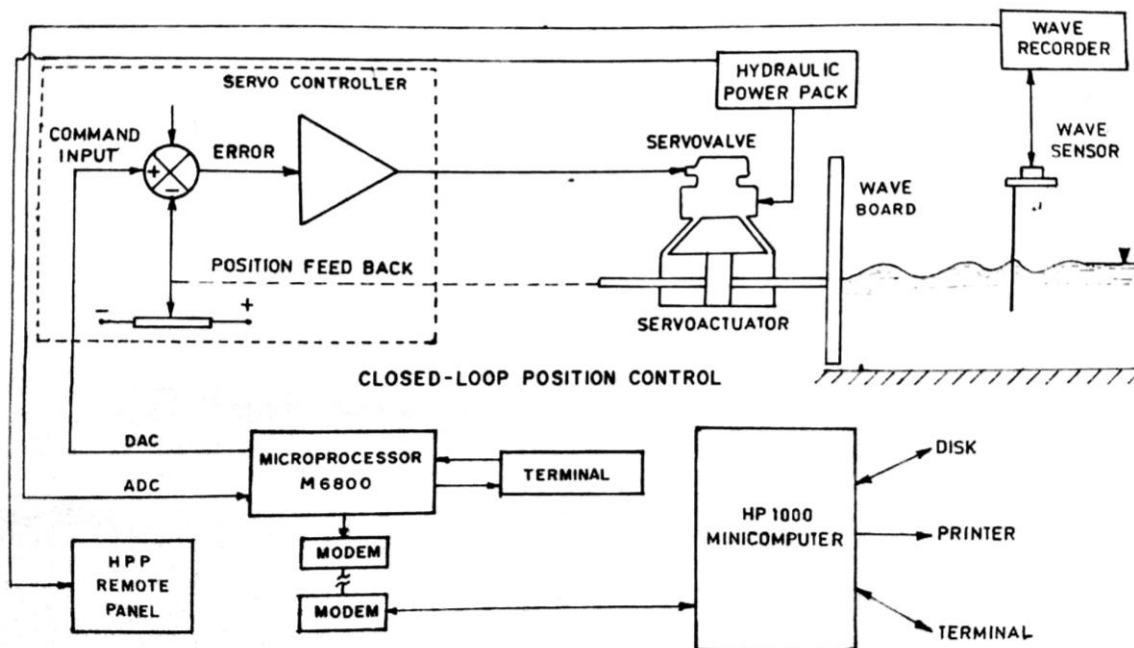 WAVE
RECORDER
HYDRAULIC
POWER PACK
SERVO CONTROLLER
COMMAND
INPUT
ERROR
SERVOVALVE
WAVE
SENSOR
WAVE
BOARD
+
−
POSITION FEED BACK
−
+
SERVOACTUATOR
CLOSED-LOOP POSITION CONTROL
DAC
MICROPROCESSOR
M6800
TERMINAL
ADC
HP 1000
MINICOMPUTER
DISK
PRINTER
TERMINAL
HPP
REMOTE
PANEL
MODEM
MODEM